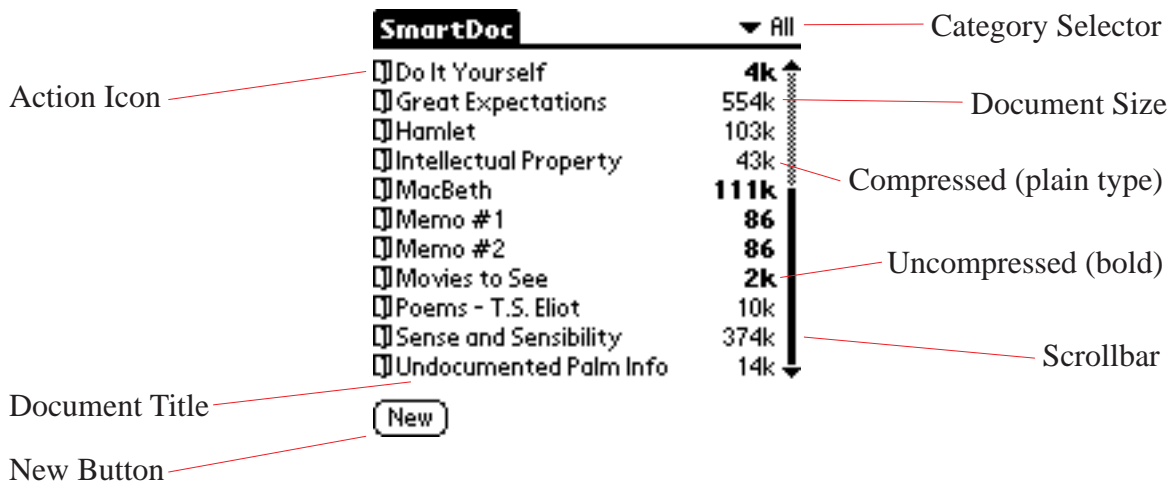 SmartDoc All
Category Selector
Do It Yourself 4k
Action Icon
Great Expectations 554k
Document Size
Hamlet 103k
Intellectual Property 43k
Compressed (plain type)
MacBeth 111k
Memo #1 86
Memo #2 86
Uncompressed (bold)
Movies to See 2k
Poems - T.S. Eliot 10k
Sense and Sensibility 374k
Scrollbar
Undocumented Palm Info 14k
Document Title
New
New Button